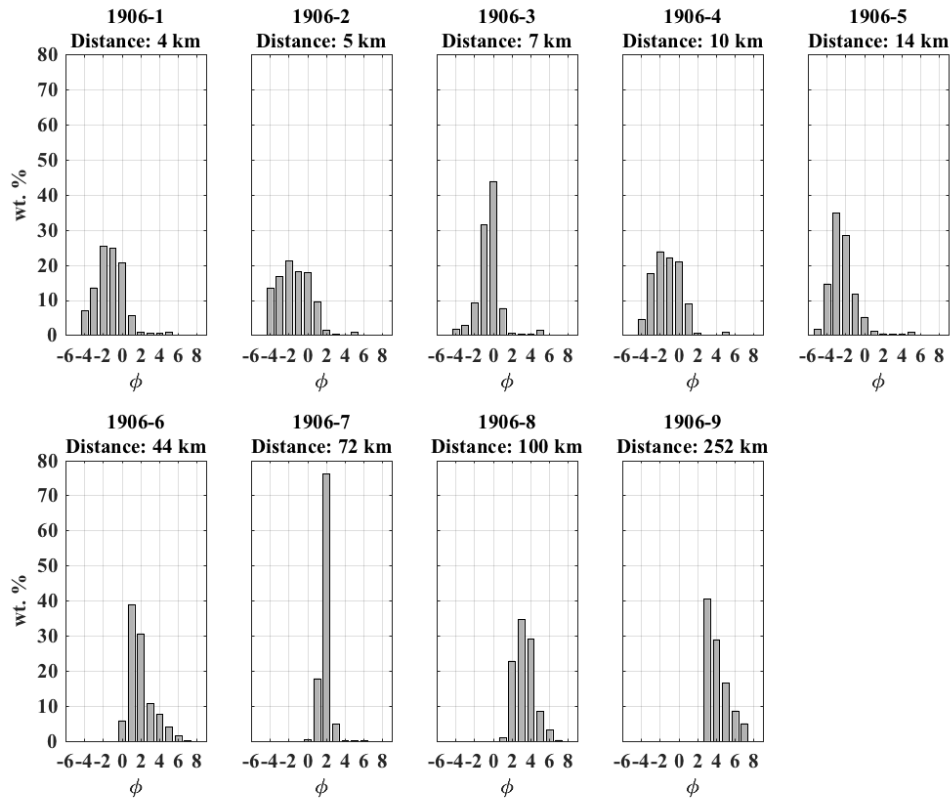 1906-1
Distance: 4 km
1906-2
Distance: 5 km
1906-3
Distance: 7 km
1906-4
Distance: 10 km
1906-5
Distance: 14 km
wt. %
80
70
60
50
40
30
20
10
0
-6 -4 -2 0 2 4 6 8
-6 -4 -2 0 2 4 6 8
-6 -4 -2 0 2 4 6 8
-6 -4 -2 0 2 4 6 8
-6 -4 -2 0 2 4 6 8
ϕ
ϕ
ϕ
ϕ
ϕ
1906-6
Distance: 44 km
1906-7
Distance: 72 km
1906-8
Distance: 100 km
1906-9
Distance: 252 km
wt. %
80
70
60
50
40
30
20
10
0
-6 -4 -2 0 2 4 6 8
-6 -4 -2 0 2 4 6 8
-6 -4 -2 0 2 4 6 8
-6 -4 -2 0 2 4 6 8
ϕ
ϕ
ϕ
ϕ